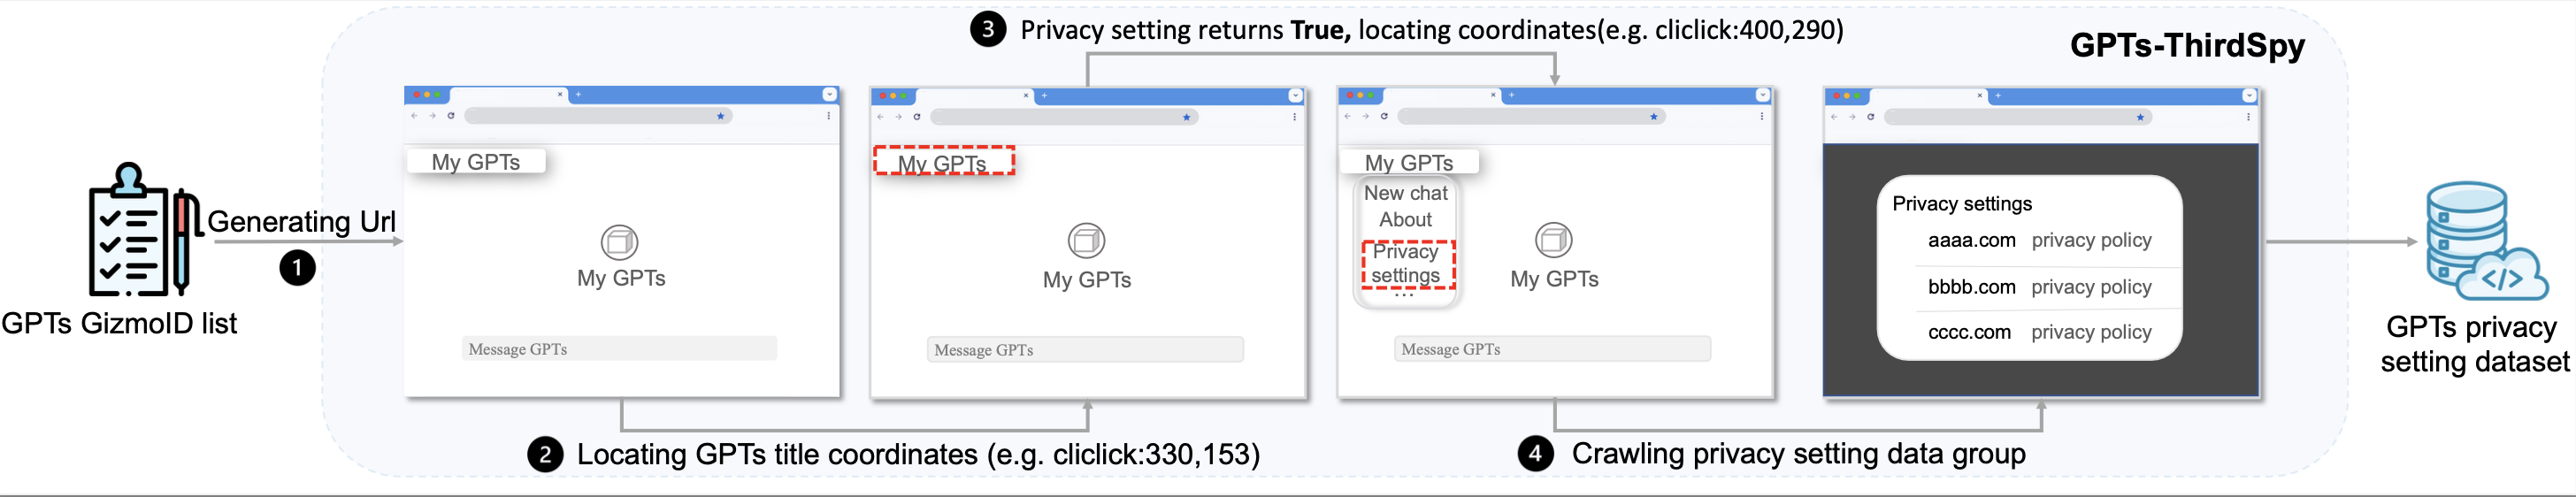 3 Privacy setting returns True, locating coordinates(e.g. cliclick:400,290)
GPTs-ThirdSpy
Generating Url
1
GPTs GizmoID list
My GPTs
My GPTs
Message GPTs
2 Locating GPTs title coordinates (e.g. cliclick:330,153)
My GPTs
My GPTs
Message GPTs
My GPTs
New chat
About
Privacy
settings
...
My GPTs
Message GPTs
4 Crawling privacy setting data group
Privacy settings
aaaa.com privacy policy
bbbb.com privacy policy
cccc.com privacy policy
GPTs privacy
setting dataset